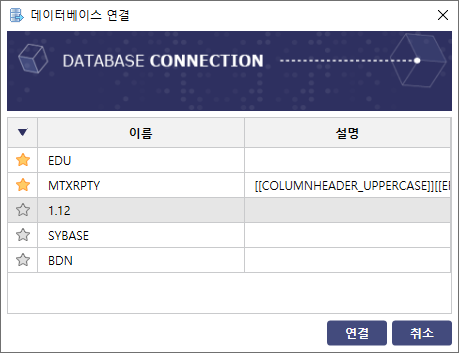 데이터베이스 연결
DATABASE CONNECTION
이름 설명
EDU
MTXRPTY [[COLUMNHEADER_UPPERCASE]][[EI
1.12
SYBASE
BDN
연결 취소